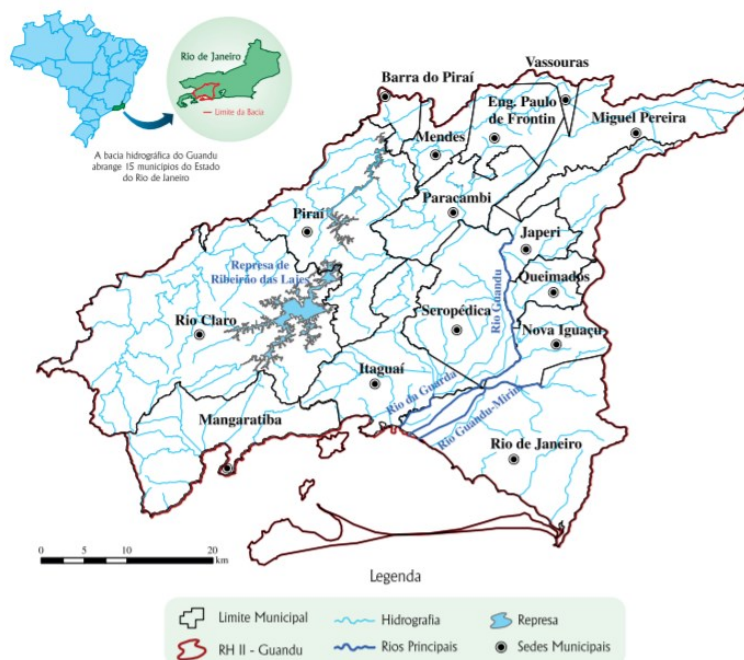 Rio de Janeiro
Limite da Bacia
A bacia hidrográfica do Guandu
abrange 15 municípios do Estado
do Rio de Janeiro
Vassouras
Barra do Piraí
Eng. Paulo
de Frontin
Miguel Pereira
Mendes
Paracambi
Piraí
Japeri
Represa de
Ribeirão das Lajes
Queimados
Rio Guandu
Seropédica
Rio Claro
Nova Iguaçu
Itaguaí
Rio da Guarda
Rio Guandu-Mirim
Mangaratiba
Rio de Janeiro
0 10 20
km
Legenda
Limite Municipal
Hidrografia
Represa
RH II - Guandu
Rios Principais
Sedes Municipais